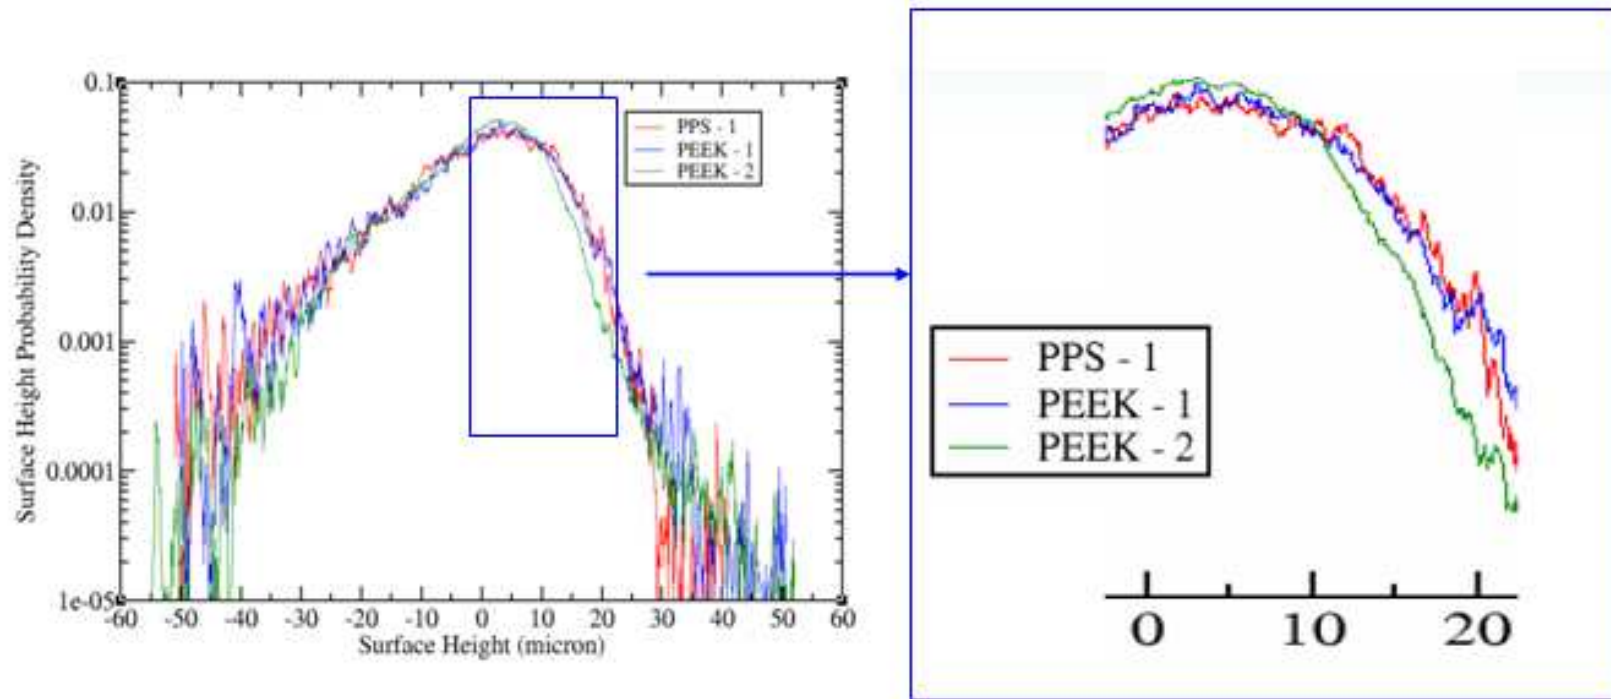 0.1
0.01
0.001
0.0001
1e-05
Surface Height Probability Density
PPS - 1
PEEK - 1
PEEK - 2
-60 -50 -40 -30 -20 -10 0 10 20 30 40 50 60
Surface Height (micron)
PPS - 1
PEEK - 1
PEEK - 2
0 10 20